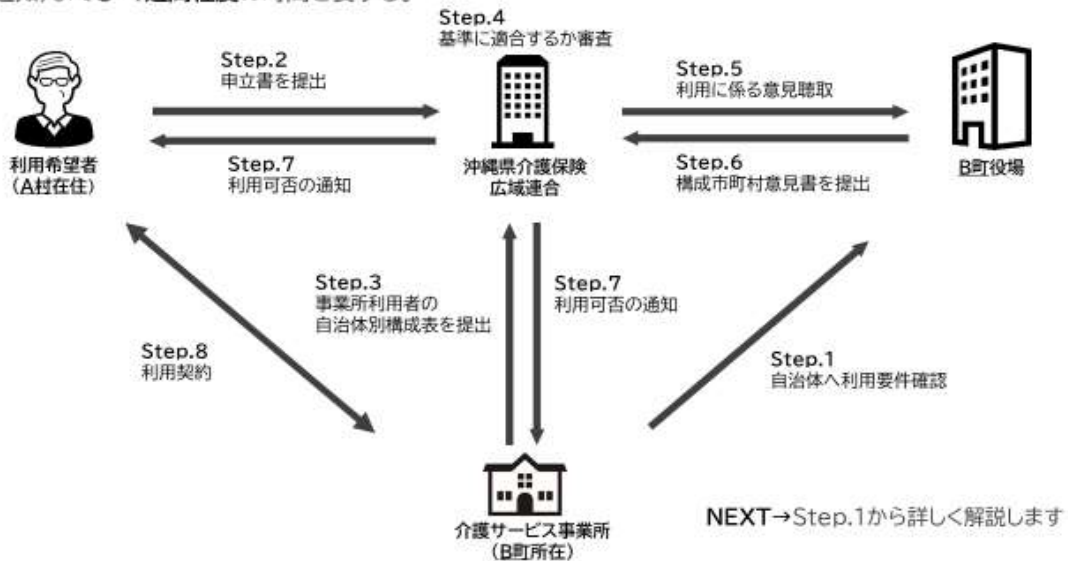 Step.4
基準に適合するか審査
Step.2
申立書を提出
Step.5
利用に係る意見聴取
利用希望者
(A村在住)
Step.7
利用可否の通知
沖縄県介護保険
広域連合
Step.6
構成市町村意見書を提出
B町役場
Step.3
事業所利用者の
自治体別構成表を提出
Step.7
利用可否の通知
Step.8
利用契約
Step.1
自治体へ利用要件確認
介護サービス事業所
(B町所在)
NEXT→Step.1から詳しく解説します